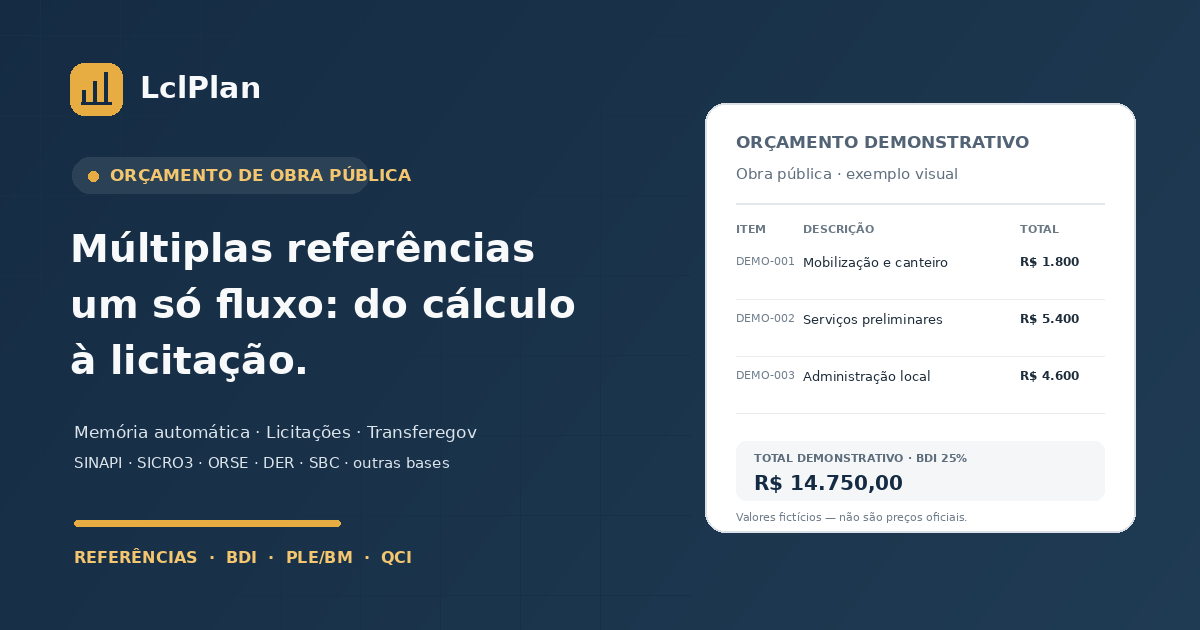 LclPlan
ORÇAMENTO DE OBRA PÚBLICA
Múltiplas referências
um só fluxo: do cálculo
à licitação.
Memória automática · Licitações · Transferegov
SINAPI · SICRO3 · ORSE · DER · SBC · outras bases
REFERÊNCIAS · BDI · PLE/BM · QCI
ORÇAMENTO DEMONSTRATIVO
Obra pública · exemplo visual
ITEM DESCRIÇÃO TOTAL
DEMO-001 Mobilização e canteiro R$ 1.800
DEMO-002 Serviços preliminares R$ 5.400
DEMO-003 Administração local R$ 4.600
TOTAL DEMONSTRATIVO · BDI 25%
R$ 14.750,00
Valores fictícios — não são preços oficiais.